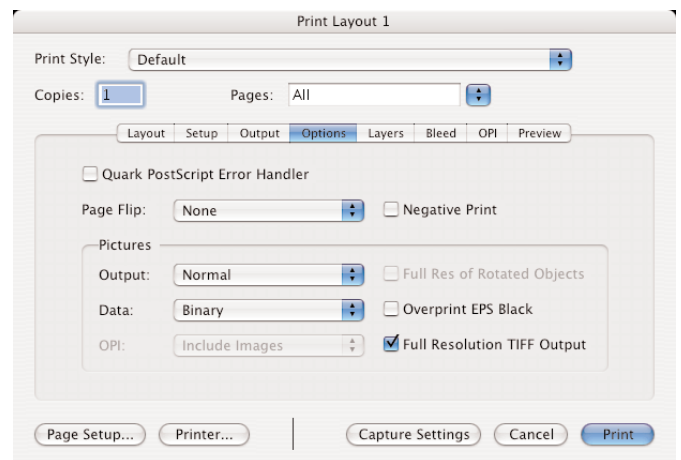 Print Layout 1
Print Style: Default
Copies: 1 Pages: All
Layout Setup Output Options Layers Bleed OPI Preview
Quark PostScript Error Handler
Page Flip: None Negative Print
Pictures
Output: Normal Full Res of Rotated Objects
Data: Binary Overprint EPS Black
OPI: Include Images Full Resolution TIFF Output
Page Setup... Printer... Capture Settings Cancel Print